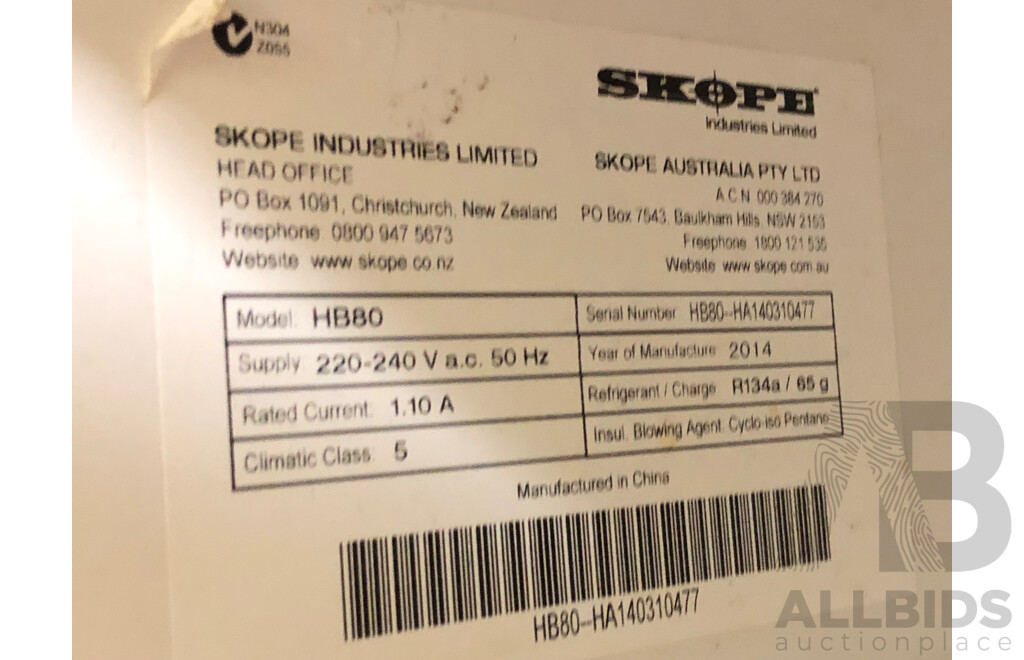 N304
Z055
SKOPE
Industries Limited
SKOPE INDUSTRIES LIMITED
HEAD OFFICE
PO Box 1091, Christchurch, New Zealand
Freephone 0800 947 5673
Website www skope co nz
SKOPE AUSTRALIA PTY LTD
A.C.N 000 384 270
PO Box 7543, Baulkham Hills, NSW 2153
Freephone 1800 121 535
Website www skope com au
Model: HB80
Serial Number HB80--HA140310477
Supply 220-240 V a.c. 50 Hz
Year of Manufacture 2014
Rated Current: 1.10 A
Refrigerant / Charge R134a / 65 g
Climatic Class 5
Insul. Blowing Agent: Cyclo iso Pentane
Manufactured in China
HB80--HA140310477
AB
ALLBIDS
auctionplace